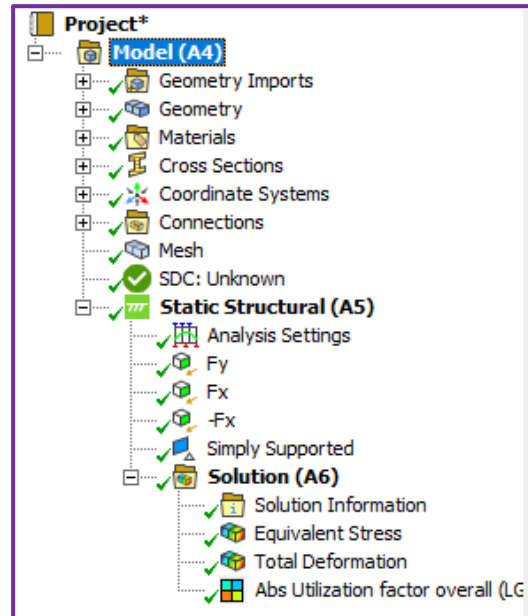 Project*
Model (A4)
Geometry Imports
Geometry
Materials
Cross Sections
Coordinate Systems
Connections
Mesh
SDC: Unknown
Static Structural (A5)
Analysis Settings
Fy
Fx
-Fx
Simply Supported
Solution (A6)
Solution Information
Equivalent Stress
Total Deformation
Abs Utilization factor overall (LG